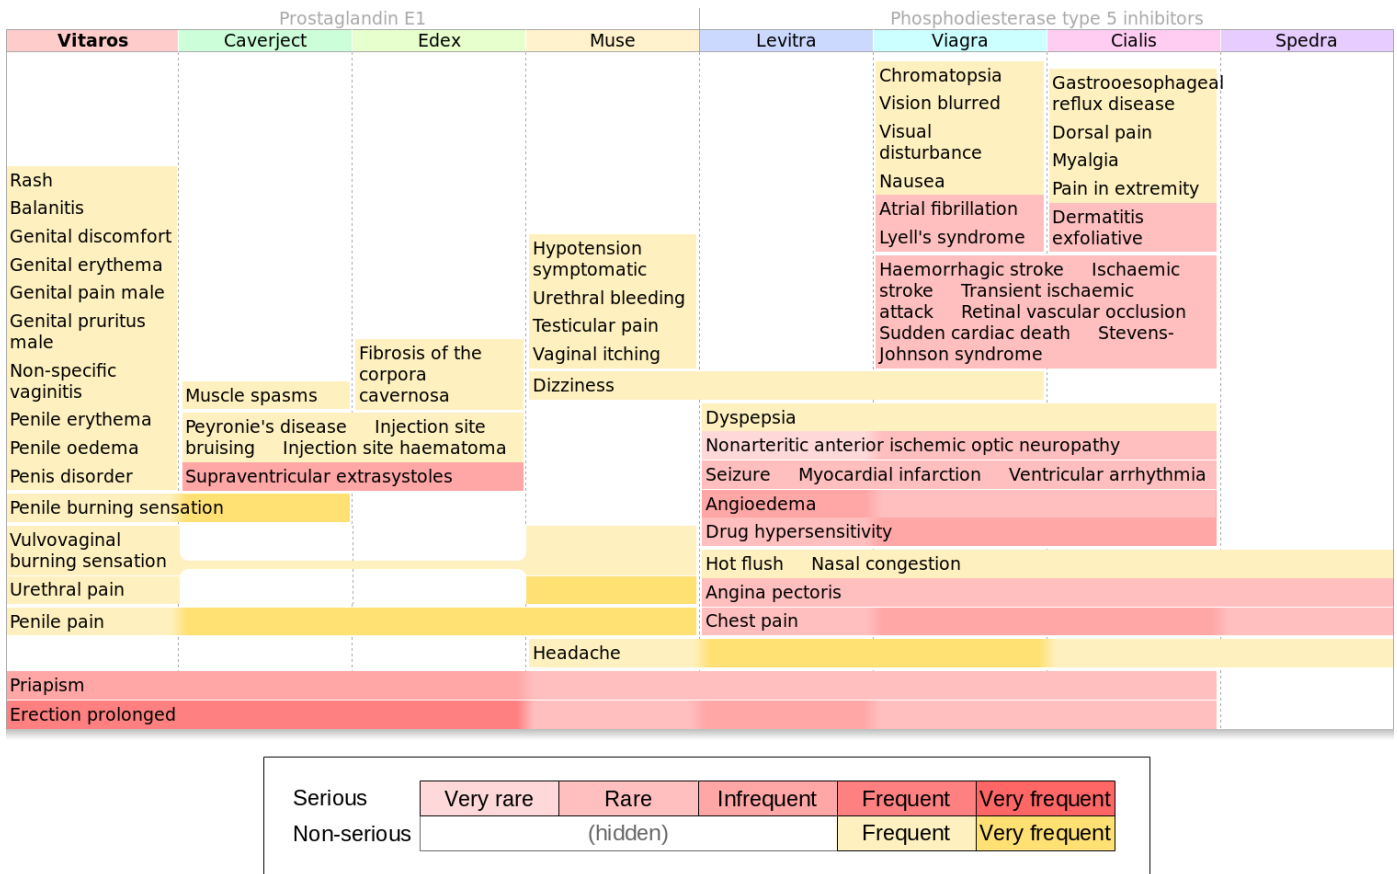 Prostaglandin E1
Phosphodiesterase type 5 inhibitors
Vitaros
Caverject
Edex
Muse
Levitra
Viagra
Cialis
Spedra
Rash
Balanitis
Genital discomfort
Genital erythema
Genital pain male
Genital pruritus
male
Non-specific
vaginitis
Penile erythema
Penile oedema
Penis disorder
Muscle spasms
Fibrosis of the
corpora
cavernosa
Peyronie's disease Injection site
bruising Injection site haematoma
Supraventricular extrasystoles
Hypotension
symptomatic
Urethral bleeding
Testicular pain
Vaginal itching
Chromatopsia
Vision blurred
Visual
disturbance
Nausea
Atrial fibrillation
Lyell's syndrome
Gastrooesophageal
reflux disease
Dorsal pain
Myalgia
Pain in extremity
Dermatitis
exfoliative
Haemorrhagic stroke Ischaemic
stroke Transient ischaemic
attack Retinal vascular occlusion
Sudden cardiac death Stevens-
Johnson syndrome
Dizziness
Dyspepsia
Nonarteritic anterior ischemic optic neuropathy
Seizure Myocardial infarction Ventricular arrhythmia
Angioedema
Drug hypersensitivity
Penile burning sensation
Vulvovaginal
burning sensation
Urethral pain
Hot flush Nasal congestion
Angina pectoris
Penile pain
Chest pain
Headache
Priapism
Erection prolonged
Serious
Very rare
Rare
Infrequent
Frequent
Very frequent
Non-serious
(hidden)
Frequent
Very frequent